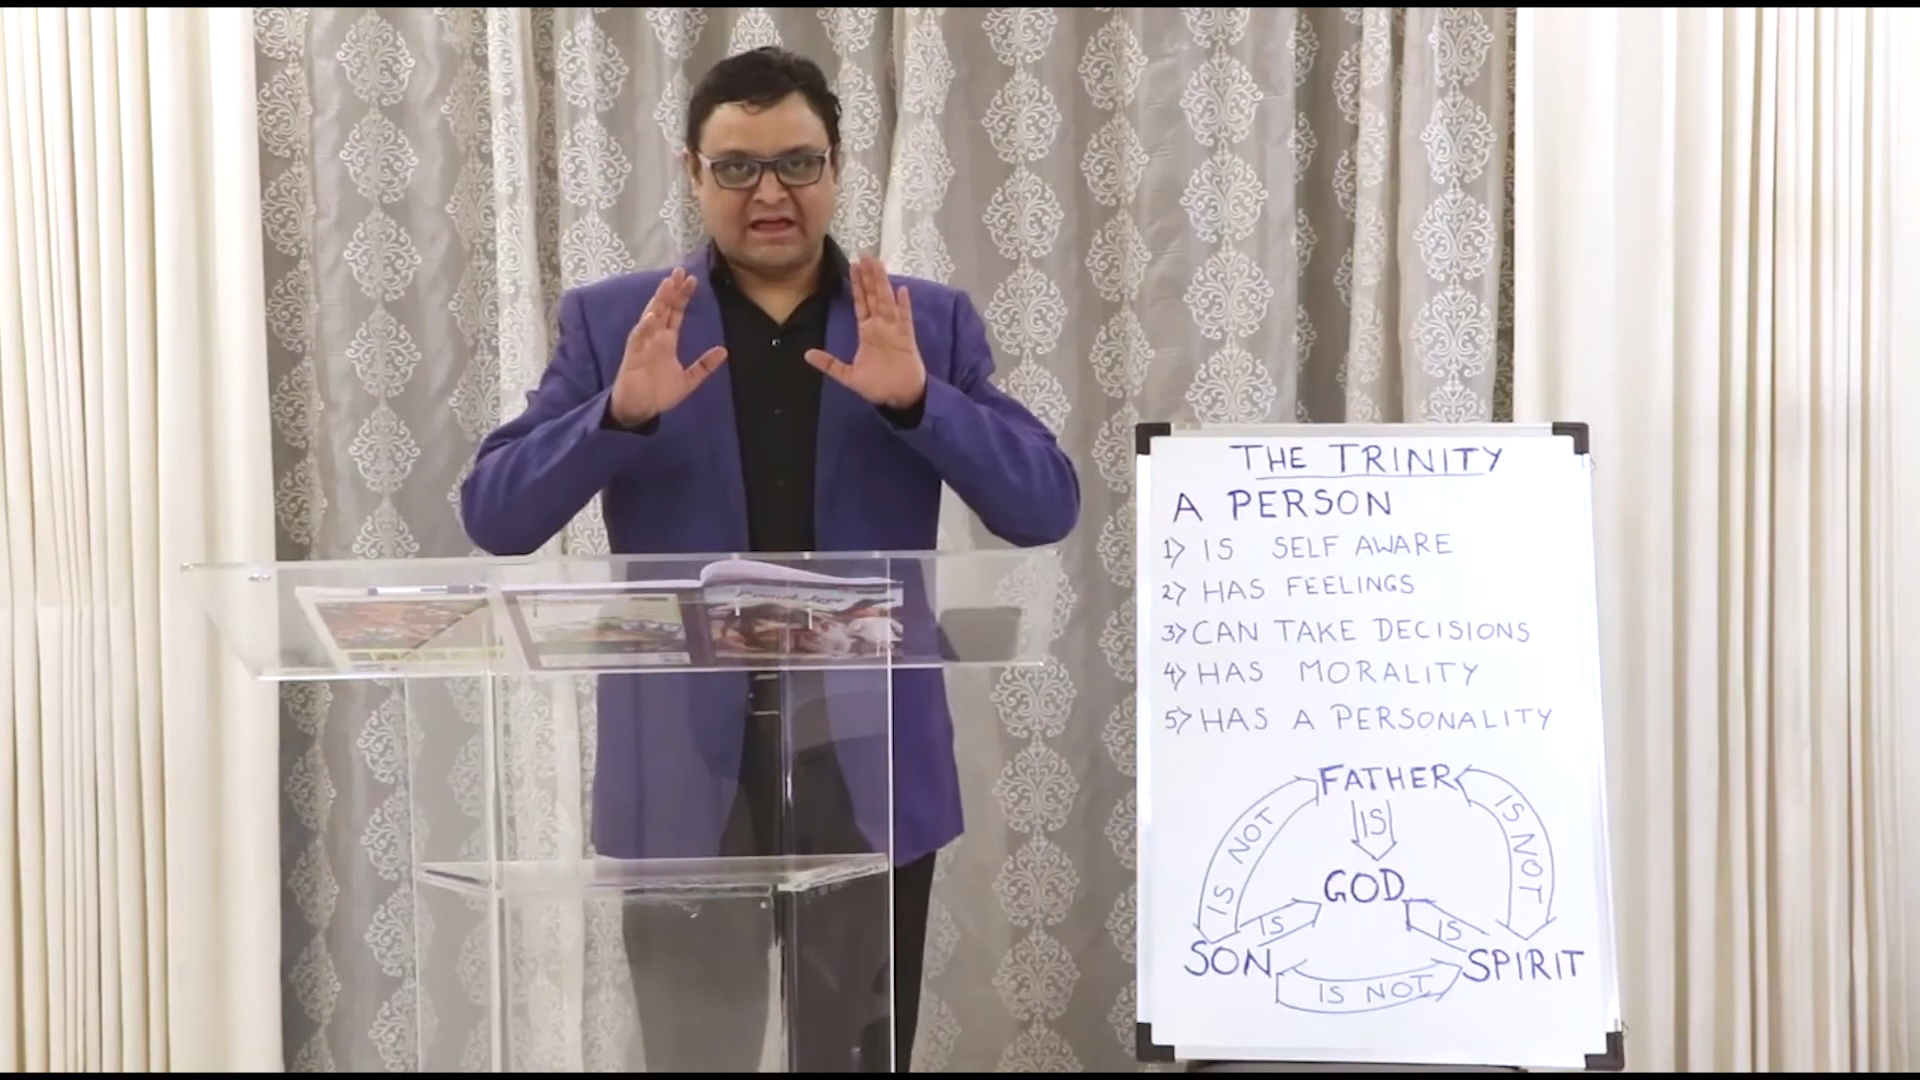 THE TRINITY
A PERSON
1) IS SELF AWARE
2) HAS FEELINGS
3) CAN TAKE DECISIONS
4) HAS MORALITY
5) HAS A PERSONALITY
FATHER
IS NOT
IS
IS NOT
GOD
IS
IS
SON
SPIRIT
IS NOT